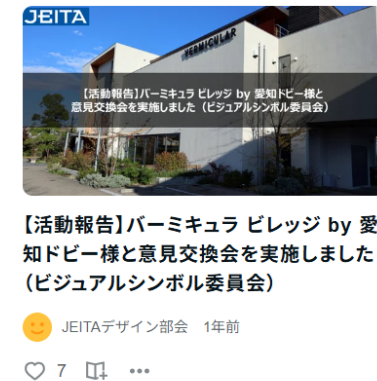 JEITA
VERMICULAR
【活動報告】バーミキュラ ビレッジ by 愛知ドビー様と
意見交換会を実施しました（ビジュアルシンボル委員会）
【活動報告】バーミキュラ ビレッジ by 愛
知ドビー様と意見交換会を実施しました
（ビジュアルシンボル委員会）
JEITAデザイン部会 1年前
7